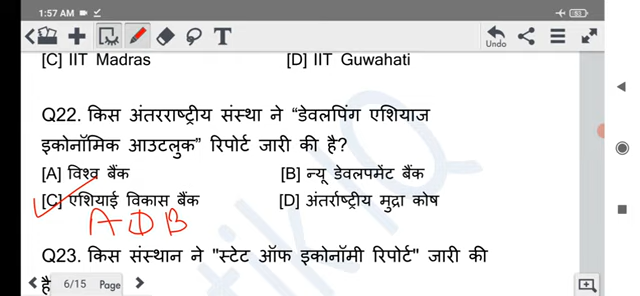 1:57 AM
53
T
Undo
[C] IIT Madras [D] IIT Guwahati
Q22. किस अंतरराष्ट्रीय संस्था ने “डेवलपिंग एशियाज
इकोनॉमिक आउटलुक” रिपोर्ट जारी की है?
[A] विश्व बैंक [B] न्यू डेवलपमेंट बैंक
[C] एशियाई विकास बैंक [D] अंतर्राष्ट्रीय मुद्रा कोष
ADB
Q23. किस संस्थान ने "स्टेट ऑफ इकोनॉमी रिपोर्ट" जारी की
है
6/15 Page